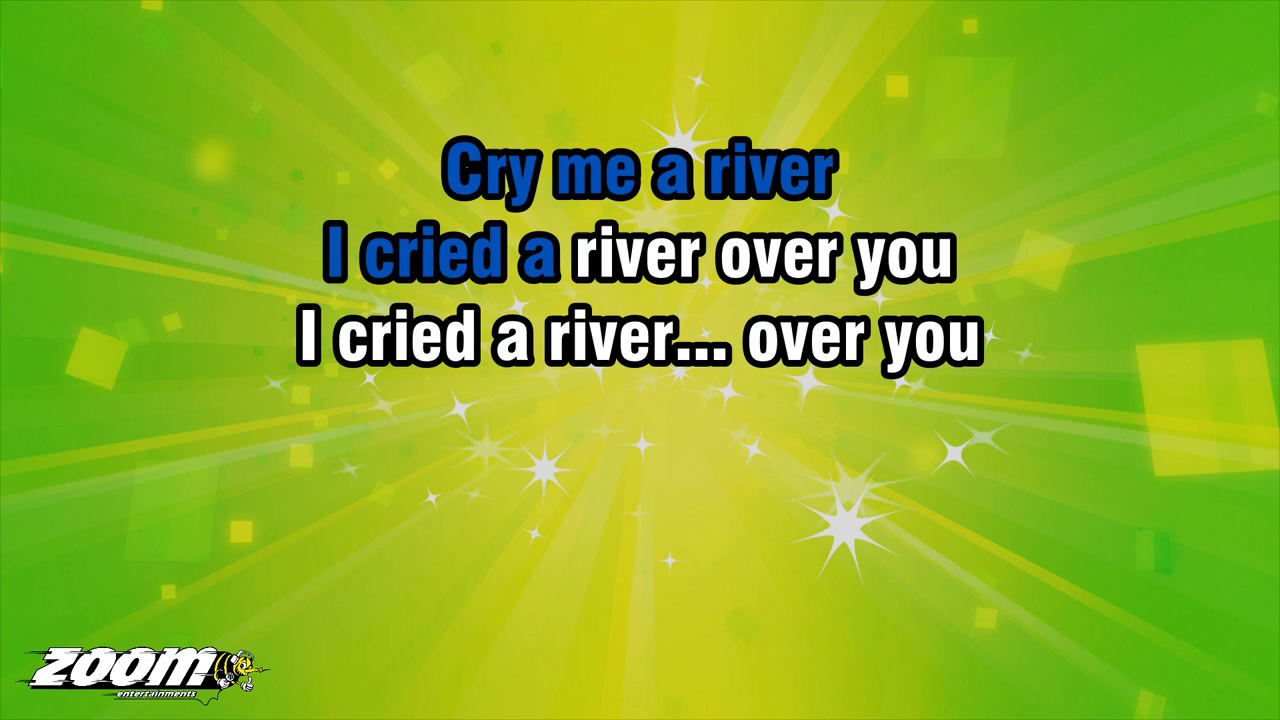 Cry me a river
I cried a river over you
I cried a river... over you
ZOOM
entertainments